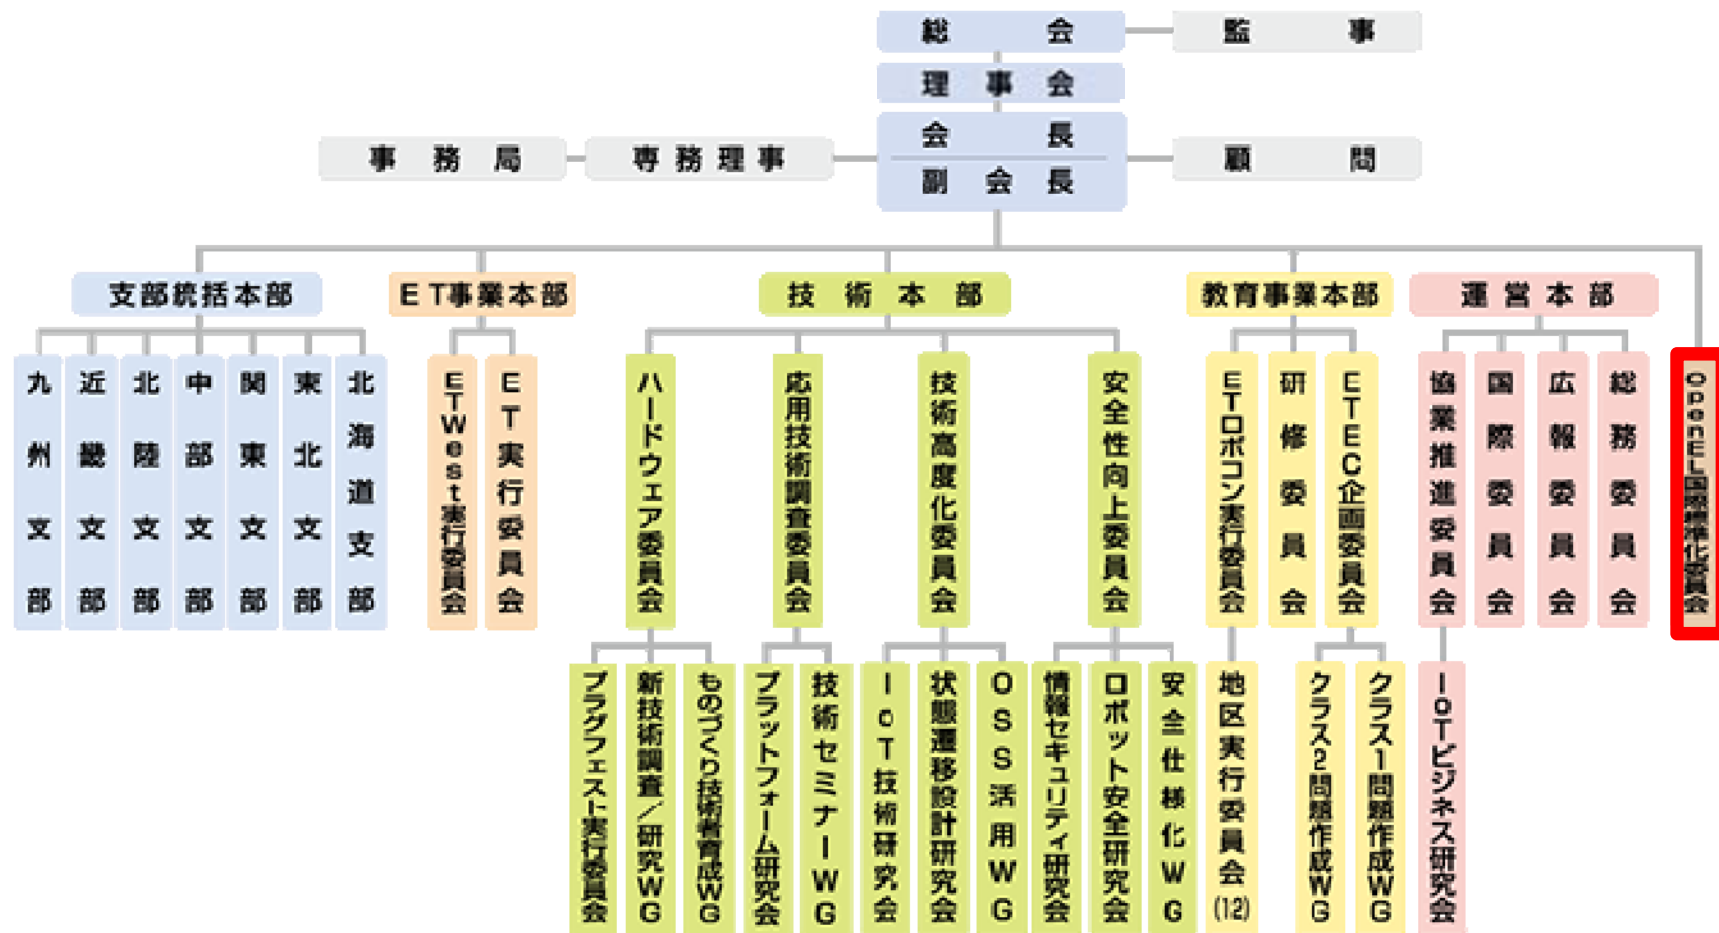 総会
監事
理事会
会長
副会長
事務局
専務理事
顧問
支部統括本部
ET事業本部
技術本部
教育事業本部
運営本部
九州支部
近畿支部
北陸支部
中部支部
関東支部
東北支部
北海道支部
ETWest実行委員会
ET実行委員会
ハードウェア委員会
応用技術調査委員会
技術高度化委員会
安全性向上委員会
ETロボコン実行委員会
研修委員会
ETEC企画委員会
協業推進委員会
国際委員会
広報委員会
総務委員会
OpenEL国際標準化委員会
プラグフェスト実行委員会
新技術調査/研究WG
ものづくり技術者育成WG
プラットフォーム研究会
技術セミナーWG
IoT技術研究会
状態遷移設計研究会
OSS活用WG
情報セキュリティ研究会
ロボット安全研究会
安全仕様化WG
地区実行委員会(12)
クラス2問題作成WG
クラス1問題作成WG
IOTビジネス研究会